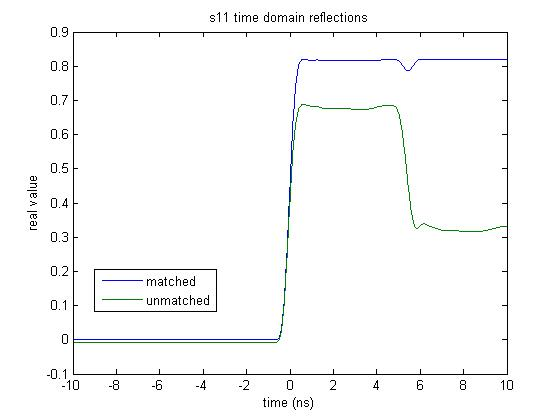 s11 time domain reflections
0.9
0.8
0.7
0.6
0.5
0.4
0.3
0.2
0.1
0
-0.1
real value
matched
unmatched
-10 -8 -6 -4 -2 0 2 4 6 8 10
time (ns)